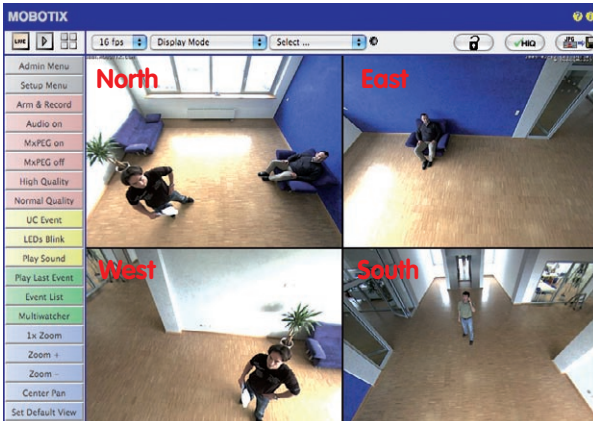 MOBOTIX
LIVE
16 fps Display Mode Select ... HIQ JPG
Admin Menu
Setup Menu
Arm & Record
Audio on
MxPEG on
MxPEG off
High Quality
Normal Quality
UC Event
LEDs Blink
Play Sound
Play Last Event
Event List
Multiwatcher
1x Zoom
Zoom +
Zoom -
Center Pan
Set Default View
North
East
West
South